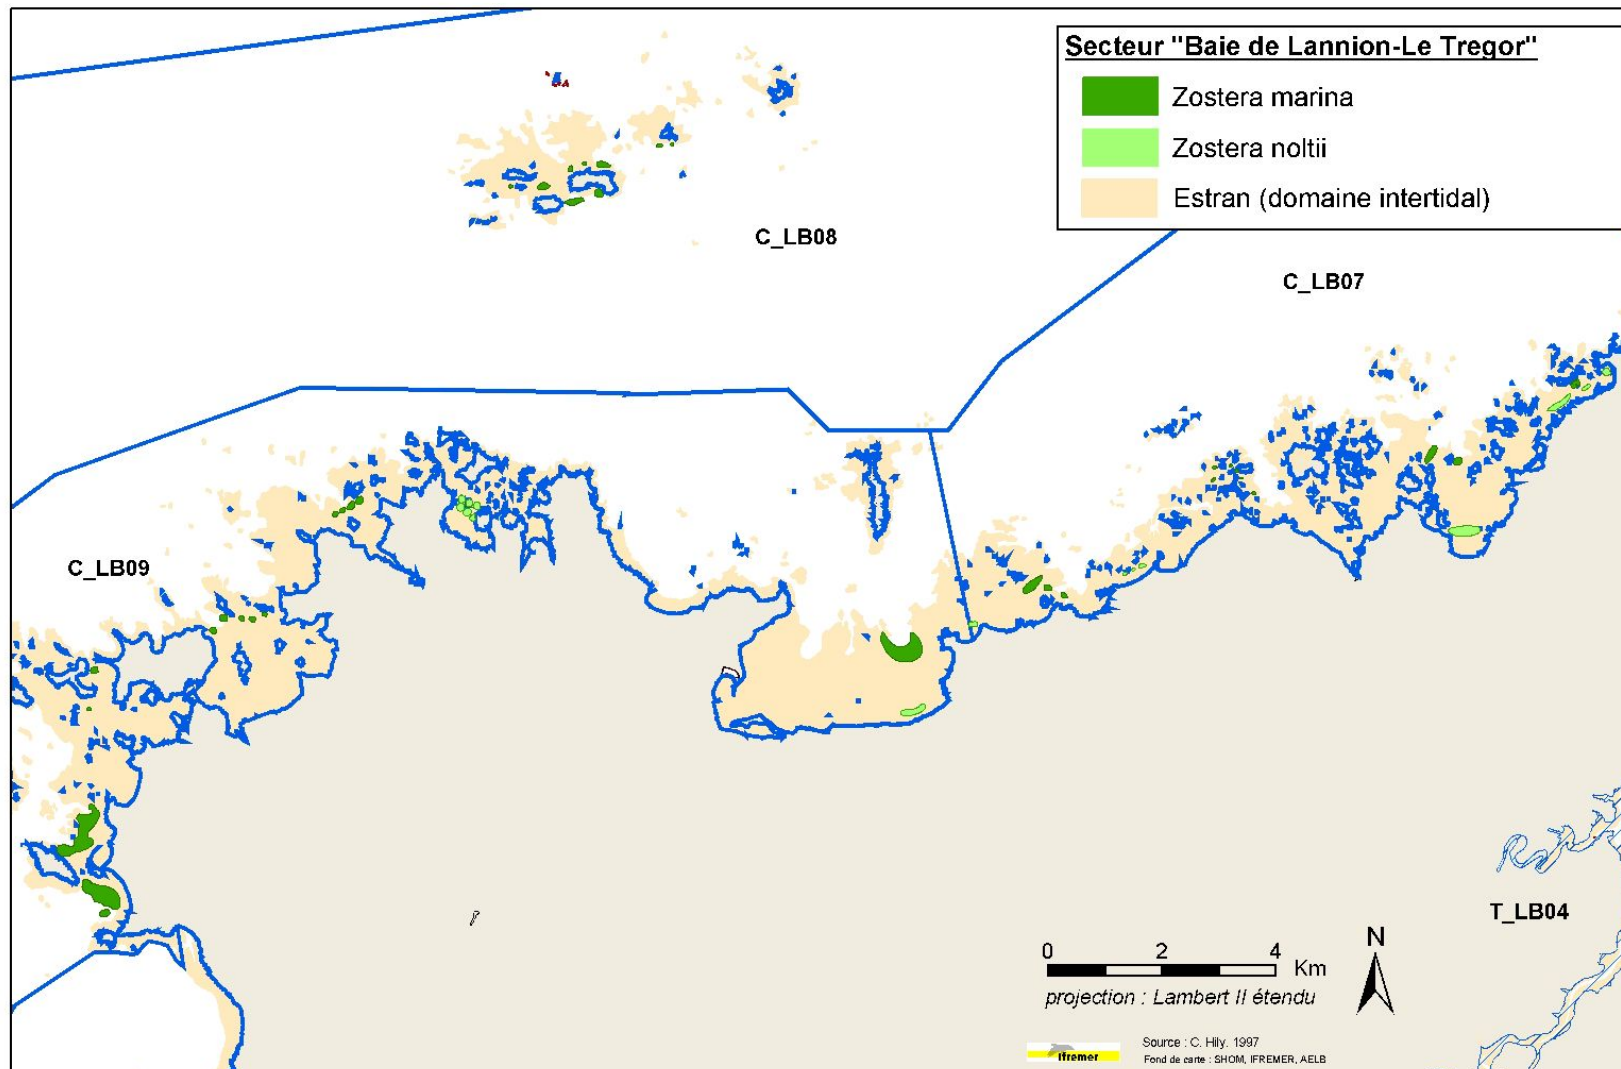 Secteur "Baie de Lannion-Le Tregor"
Zostera marina
Zostera noltii
Estran (domaine intertidal)
C_LB08
C_LB07
C_LB09
T_LB04
0 2 4 Km
projection : Lambert II étendu
N
Ifremer
Source : C. Hily. 1997
Fond de carte : SHOM, IFREMER, AELB